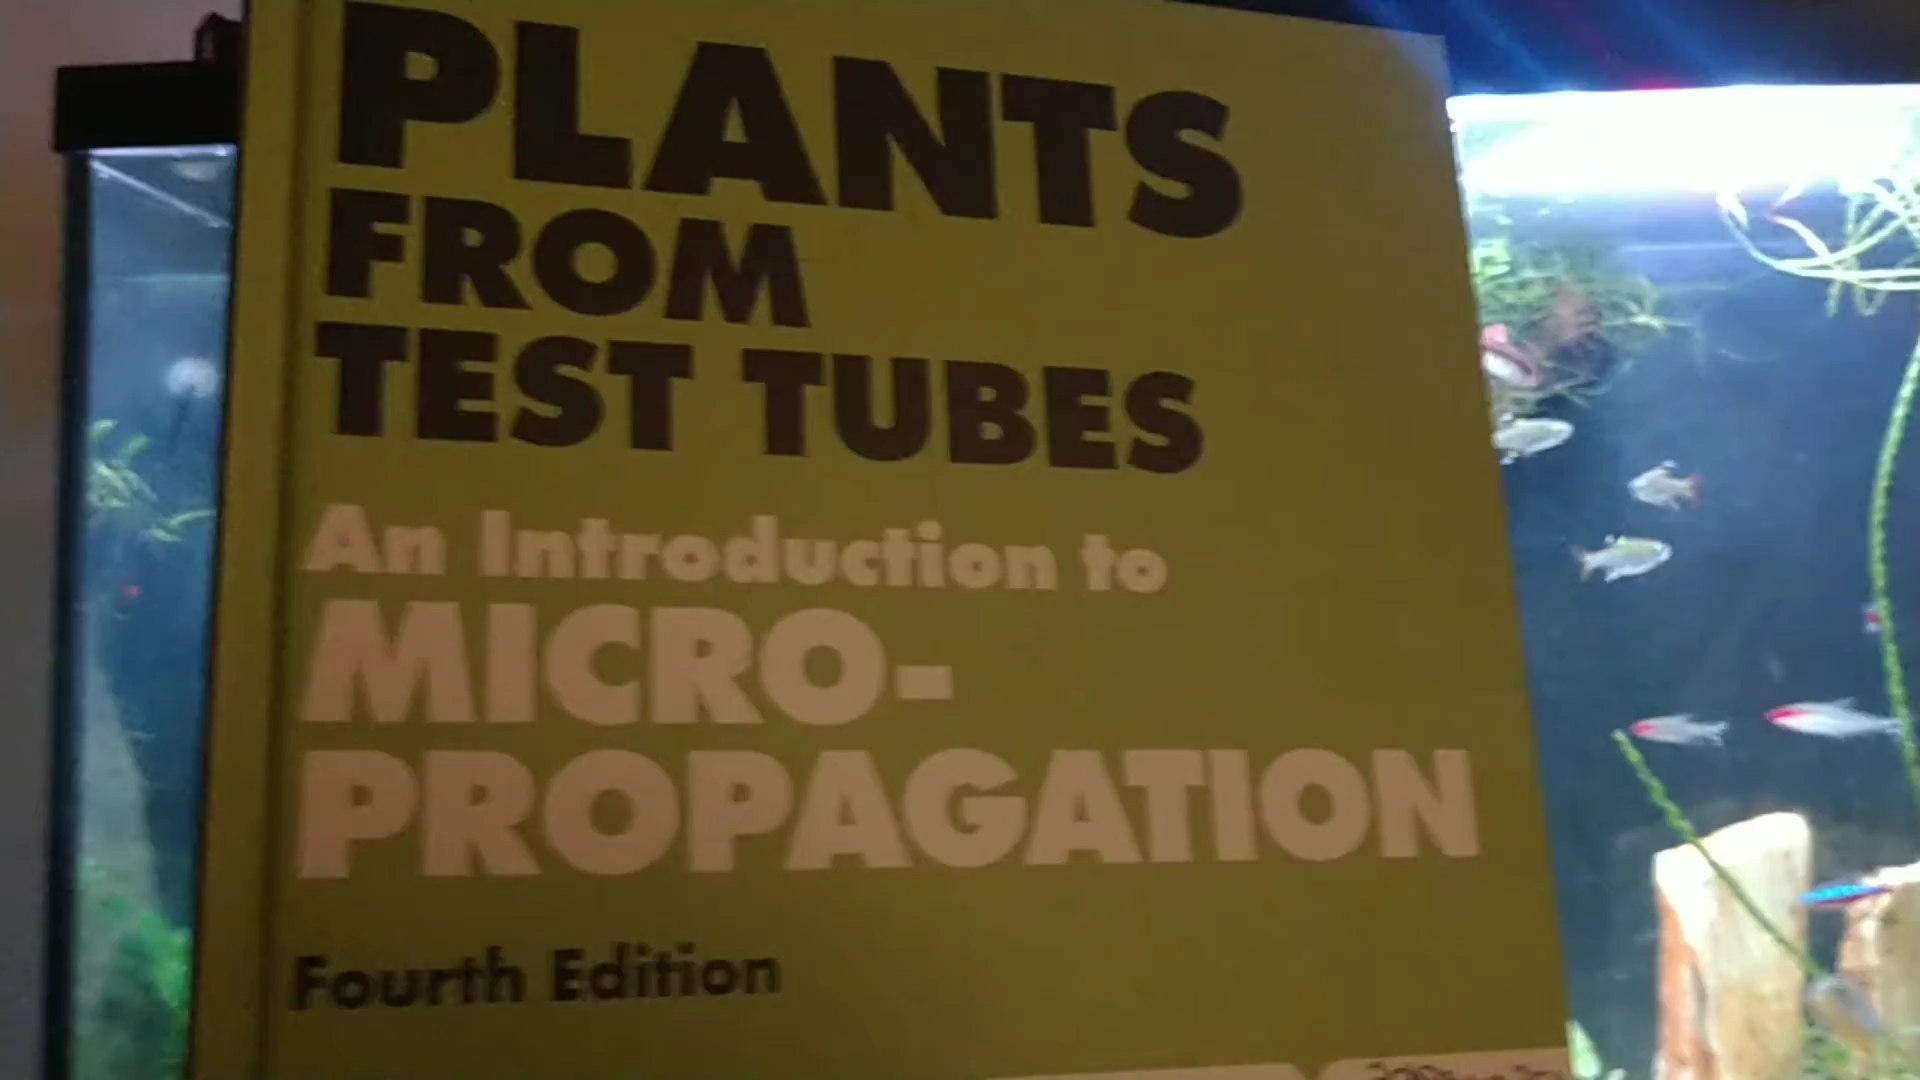 PLANTS
FROM
TEST TUBES
An Introduction to
MICRO-
PROPAGATION
Fourth Edition